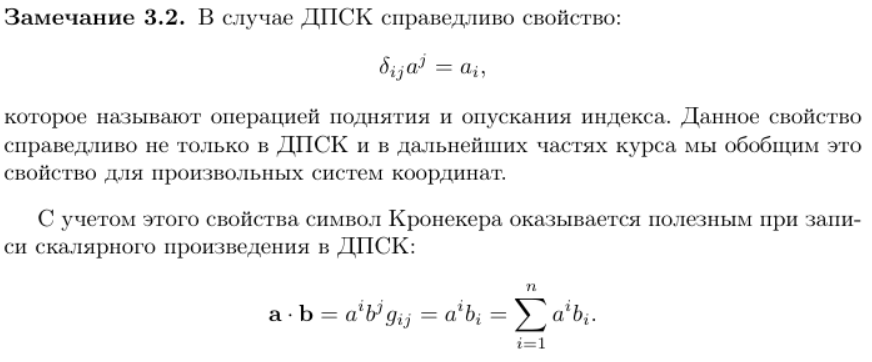 Замечание 3.2. В случае ДПСК справедливо свойство:
δ_{ij}a^j = a_i,
которое называют операцией поднятия и опускания индекса. Данное свойство
справедливо не только в ДПСК и в дальнейших частях курса мы обобщим это
свойство для произвольных систем координат.
С учетом этого свойства символ Кронекера оказывается полезным при запи-
си скалярного произведения в ДПСК:
a · b = a^i b^j g_{ij} = a^i b_i = \sum_{i=1}^{n} a^i b_i.